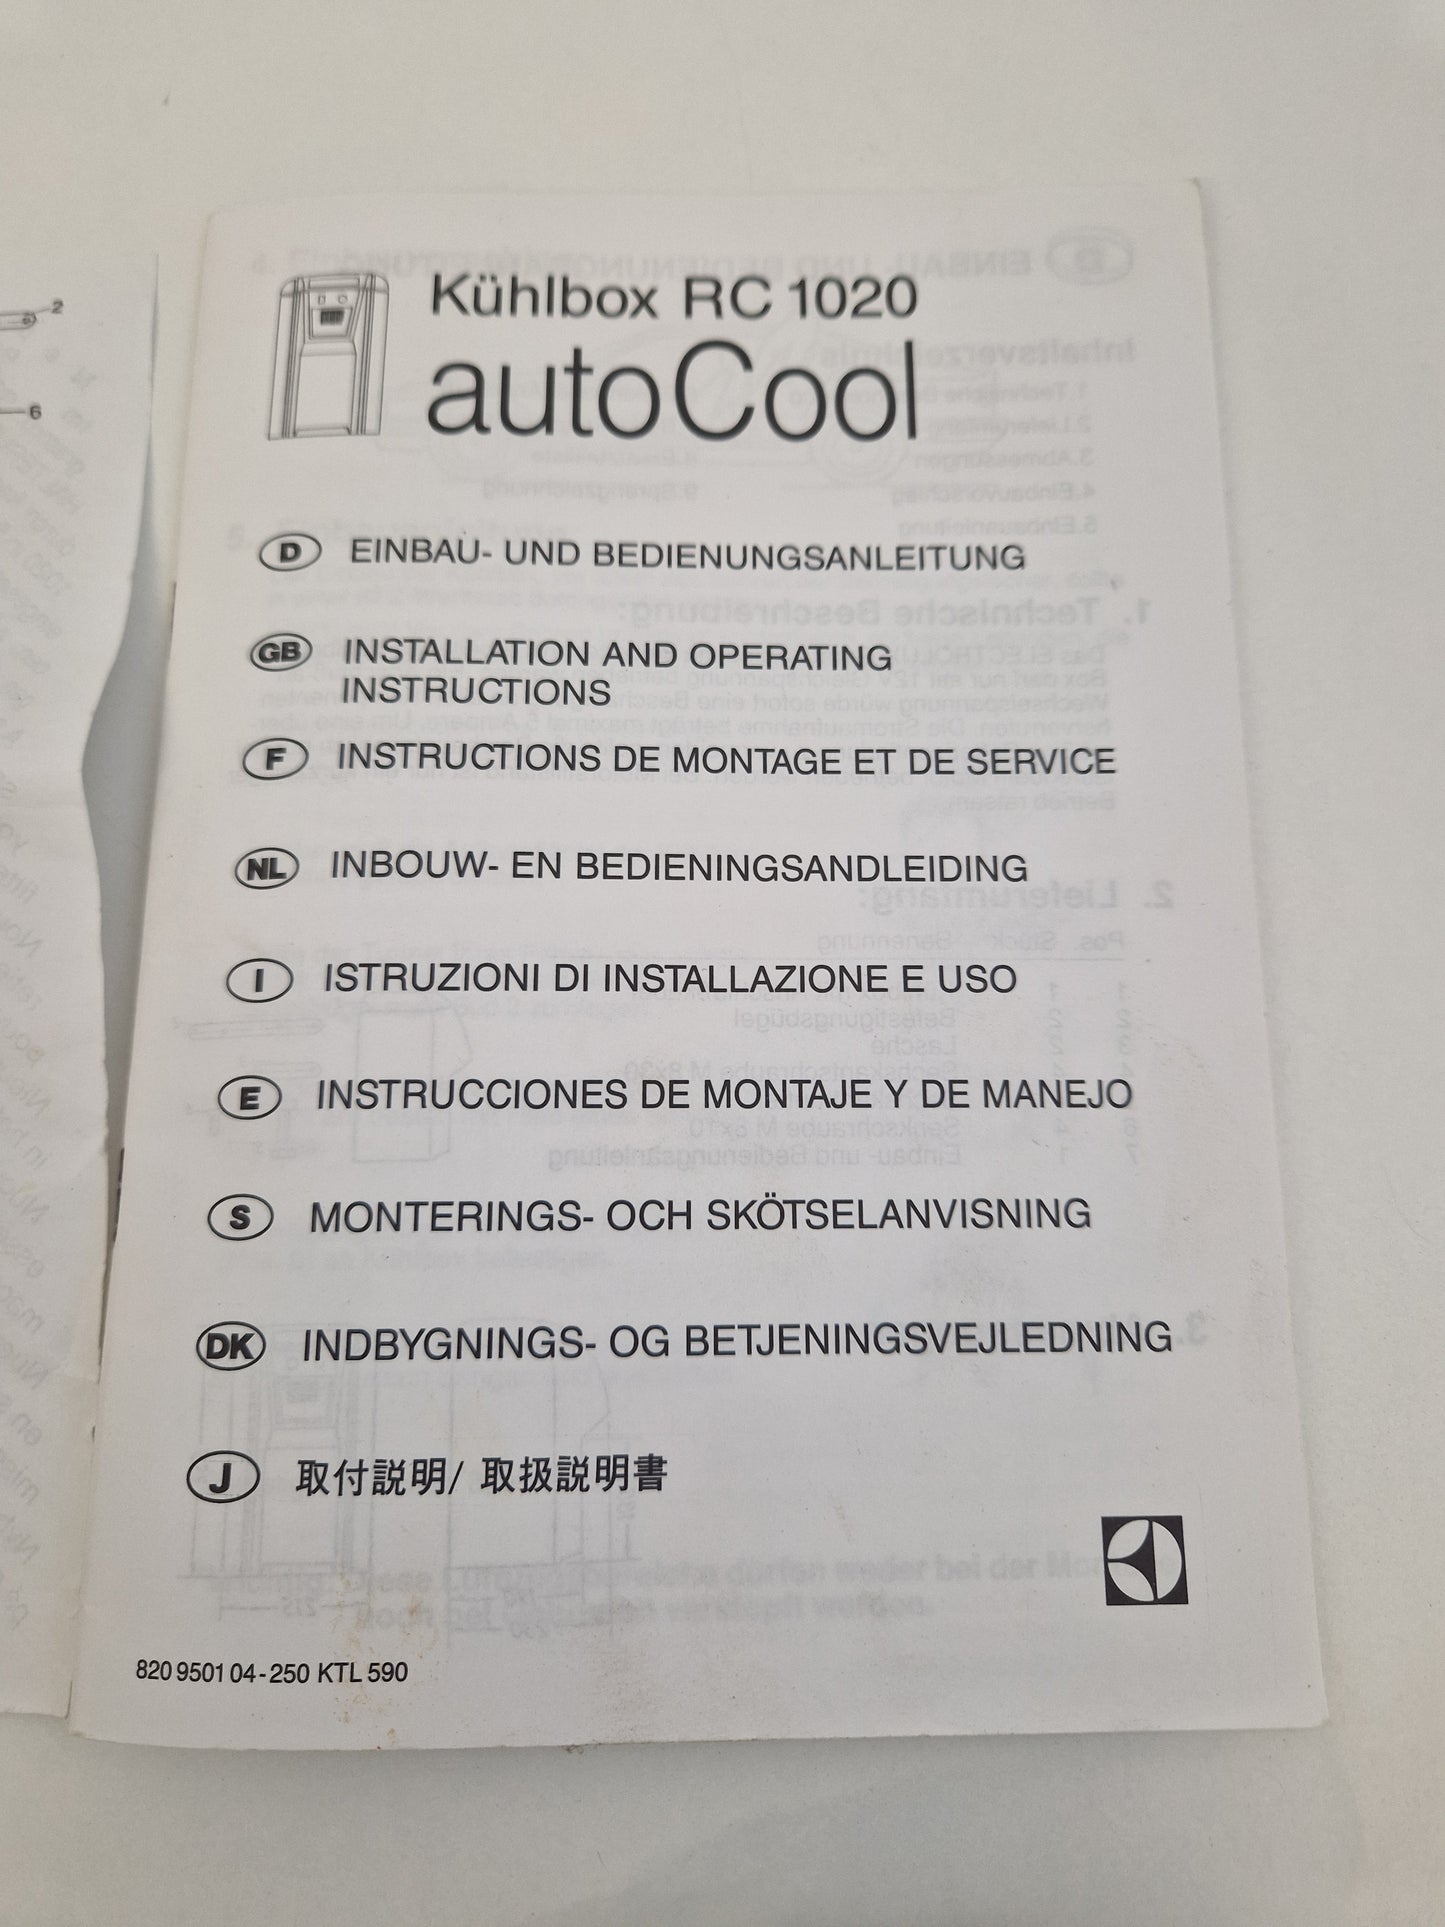 Kühlbox RC 1020
autoCool
D EINBAU- UND BEDIENUNGSANLEITUNG
GB INSTALLATION AND OPERATING
INSTRUCTIONS
F INSTRUCTIONS DE MONTAGE ET DE SERVICE
NL INBOUW- EN BEDIENINGSANDLEIDING
I ISTRUZIONI DI INSTALLAZIONE E USO
E INSTRUCCIONES DE MONTAJE Y DE MANEJO
S MONTERINGS- OCH SKÖTSELANVISNING
DK INDBYGNINGS- OG BETJENINGSVEJLEDNING
J 取付説明/ 取扱説明書
820 9501 04-250 KTL 590
2
6